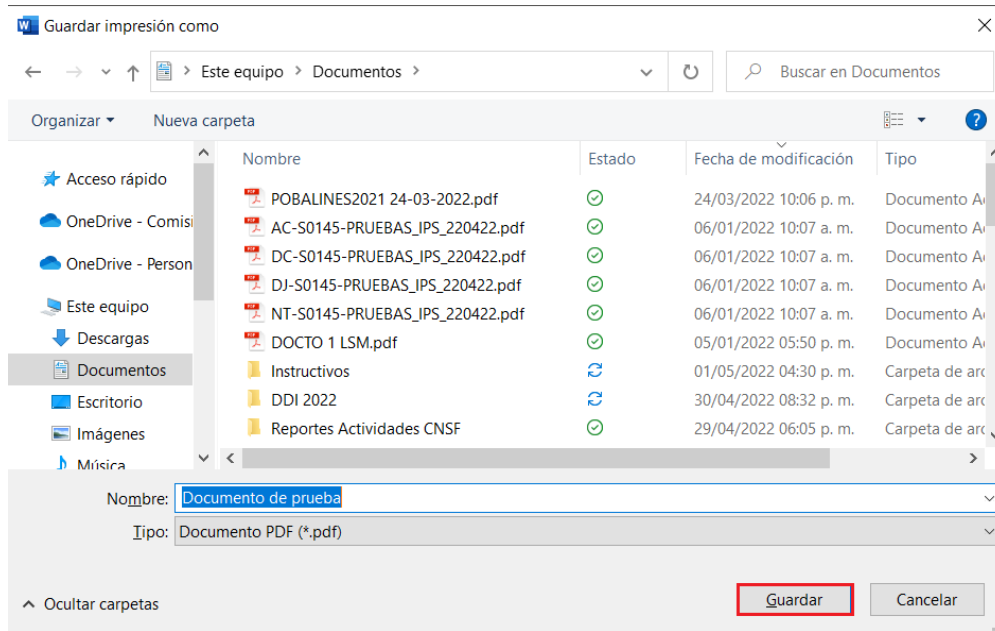 Guardar impresión como
Este equipo > Documentos >
Buscar en Documentos
Organizar
Nueva carpeta
Nombre Estado Fecha de modificación Tipo
Acceso rápido
OneDrive - Comisi
OneDrive - Person
Este equipo
Descargas
Documentos
Escritorio
Imágenes
Música
POBALINES2021 24-03-2022.pdf 24/03/2022 10:06 p. m. Documento A
AC-S0145-PRUEBAS_IPS_220422.pdf 06/01/2022 10:07 a. m. Documento A
DC-S0145-PRUEBAS_IPS_220422.pdf 06/01/2022 10:07 a. m. Documento A
DJ-S0145-PRUEBAS_IPS_220422.pdf 06/01/2022 10:07 a. m. Documento A
NT-S0145-PRUEBAS_IPS_220422.pdf 06/01/2022 10:07 a. m. Documento A
DOCTO 1 LSM.pdf 05/01/2022 05:50 p. m. Documento A
Instructivos 01/05/2022 04:30 p. m. Carpeta de arc
DDI 2022 30/04/2022 08:32 p. m. Carpeta de arc
Reportes Actividades CNSF 29/04/2022 06:05 p. m. Carpeta de arc
Nombre: Documento de prueba
Tipo: Documento PDF (*.pdf)
Ocultar carpetas
Guardar
Cancelar